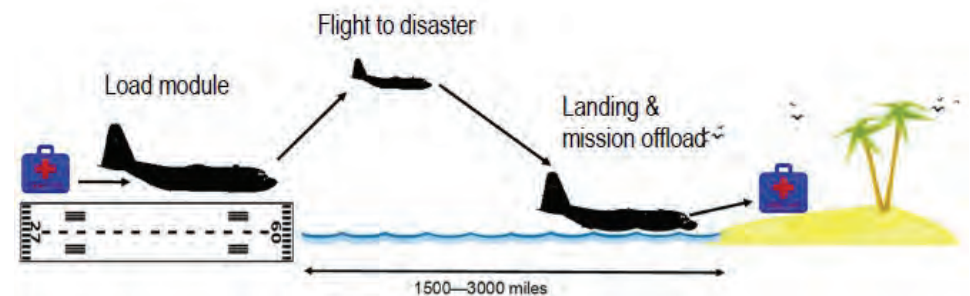 Flight to disaster
Load module
Landing &
mission offload
27
09
1500—3000 miles